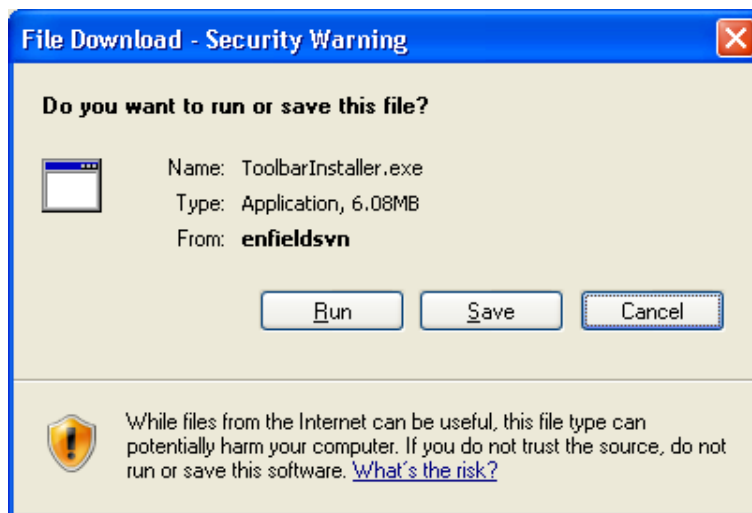 File Download - Security Warning
Do you want to run or save this file?
Name: ToolbarInstaller.exe
Type: Application, 6.08MB
From: enfieldsvn
Run Save Cancel
While files from the Internet can be useful, this file type can
potentially harm your computer. If you do not trust the source, do not
run or save this software. What's the risk?